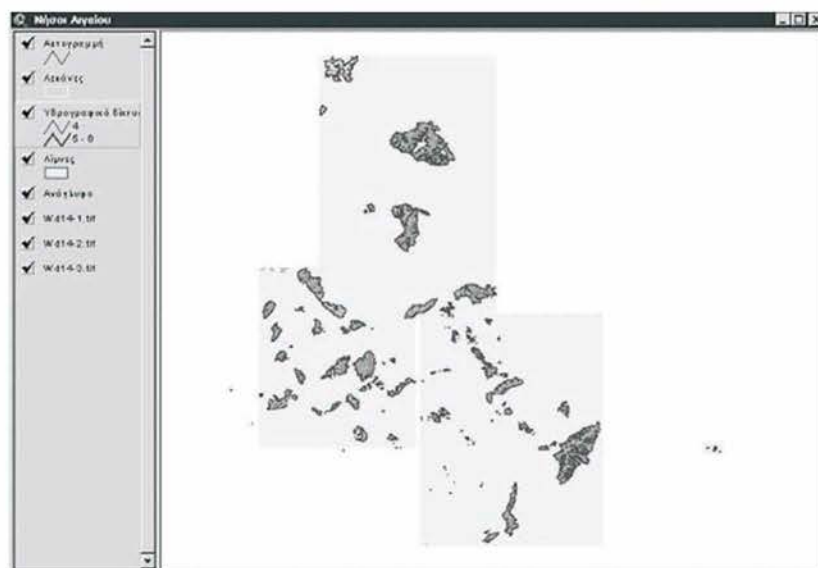 Νήσοι Αιγαίου
Ακτογραμμή
Λεκάνες
Υδρογραφικό δίκτυο
4
5 - 8
Λίμνες
Ανάγλυφο
Wd14-1.tif
Wd14-2.tif
Wd14-3.tif